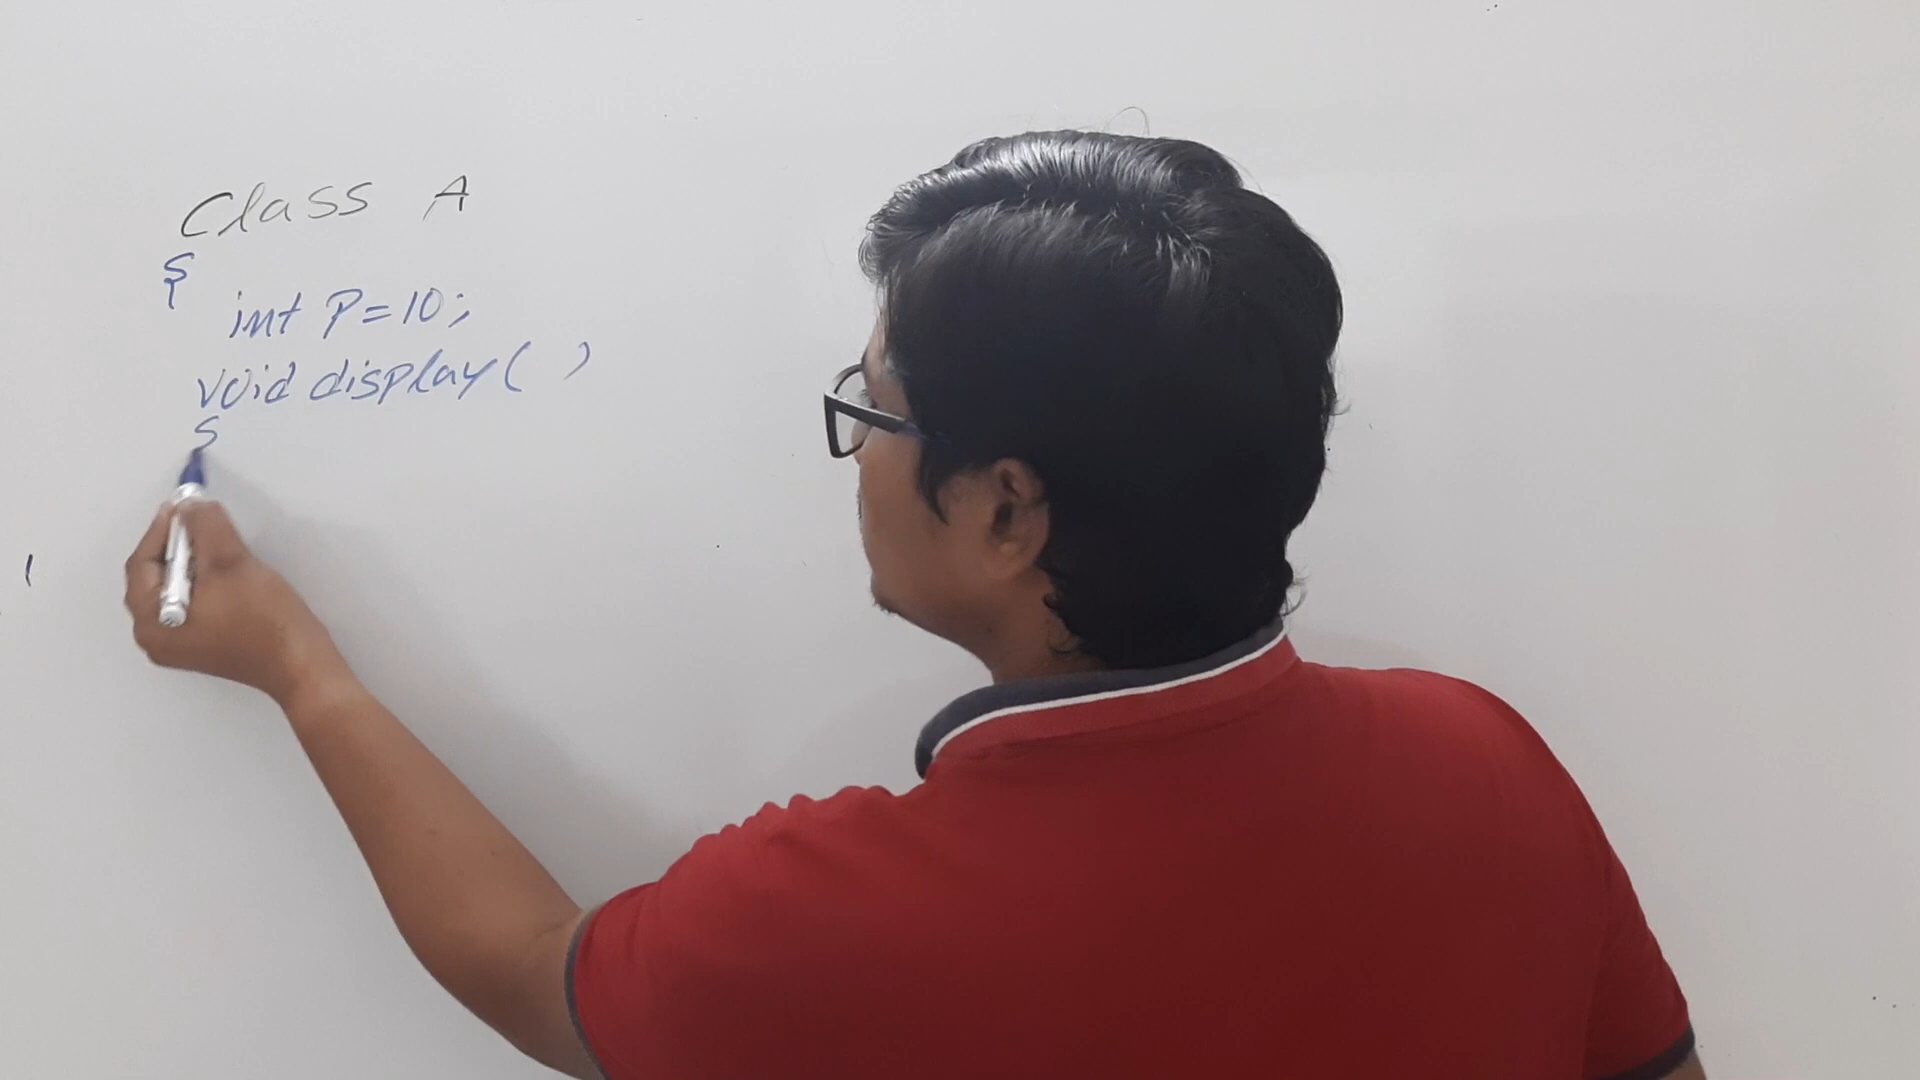 Class A
{
int P=10;
void display( )
{